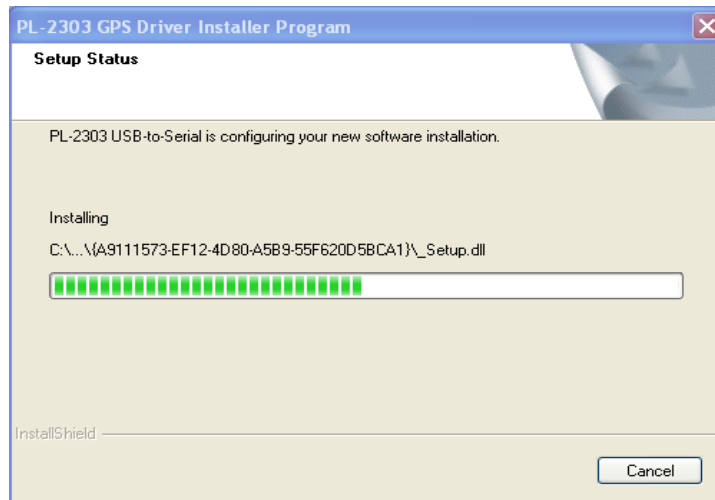 PL-2303 GPS Driver Installer Program
Setup Status
PL-2303 USB-to-Serial is configuring your new software installation.
Installing
C:\...\{A9111573-EF12-4D80-A5B9-55F620D5BCA1}\_Setup.dll
InstallShield
Cancel